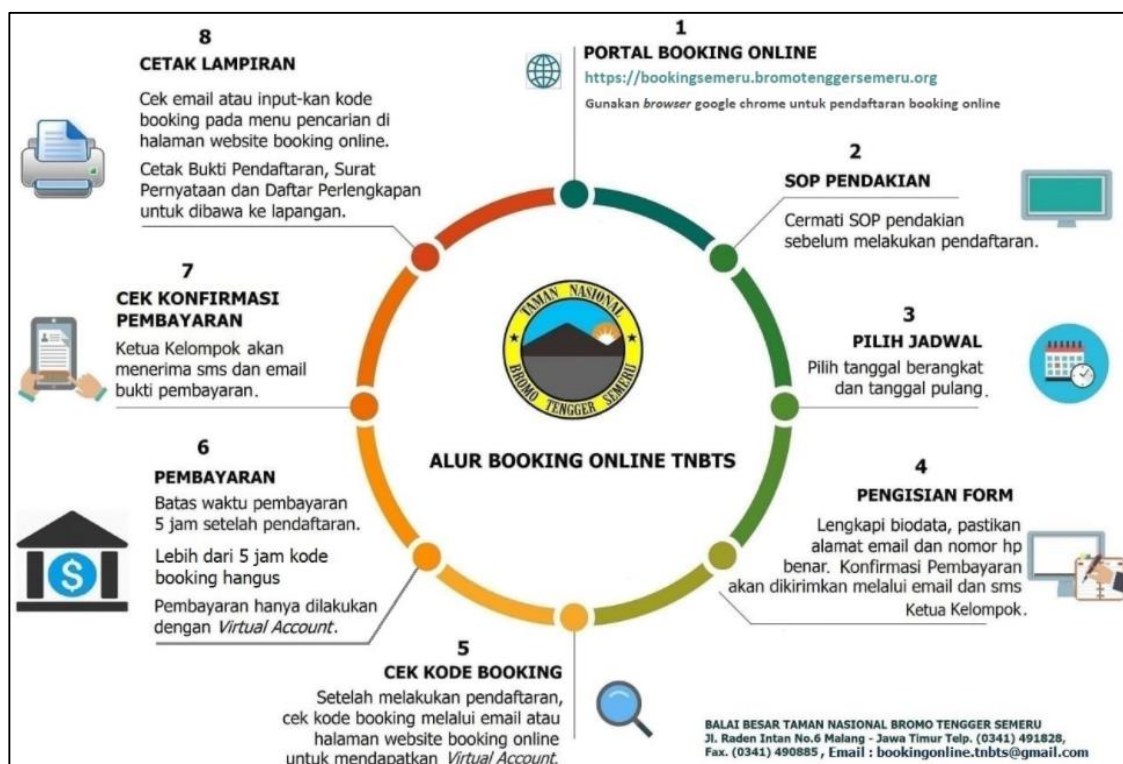 1
PORTAL BOOKING ONLINE
https://bookingsemeru.bromotenggersemeru.org
Gunakan browser google chrome untuk pendaftaran booking online
2
SOP PENDAKIAN
Cermati SOP pendakian
sebelum melakukan pendaftaran.
3
PILIH JADWAL
Pilih tanggal berangkat
dan tanggal pulang.
4
PENGISIAN FORM
Lengkapi biodata, pastikan
alamat email dan nomor hp
benar. Konfirmasi Pembayaran
akan dikirimkan melalui email dan sms
Ketua Kelompok.
5
CEK KODE BOOKING
Setelah melakukan pendaftaran,
cek kode booking melalui email atau
halaman website booking online
untuk mendapatkan Virtual Account.
6
PEMBAYARAN
Batas waktu pembayaran
5 jam setelah pendaftaran.
Lebih dari 5 jam kode
booking hangus
Pembayaran hanya dilakukan
dengan Virtual Account.
7
CEK KONFIRMASI
PEMBAYARAN
Ketua Kelompok akan
menerima sms dan email
bukti pembayaran.
8
CETAK LAMPIRAN
Cek email atau input-kan kode
booking pada menu pencarian di
halaman website booking online.
Cetak Bukti Pendaftaran, Surat
Pernyataan dan Daftar Perlengkapan
untuk dibawa ke lapangan.
TAMAN NASIONAL
BROMO TENGGER SEMERU
ALUR BOOKING ONLINE TNBTS
$
BALAI BESAR TAMAN NASIONAL BROMO TENGGER SEMERU
Jl. Raden Intan No.6 Malang - Jawa Timur Telp. (0341) 491828,
Fax. (0341) 490885 , Email : bookingonline.tnbts@gmail.com